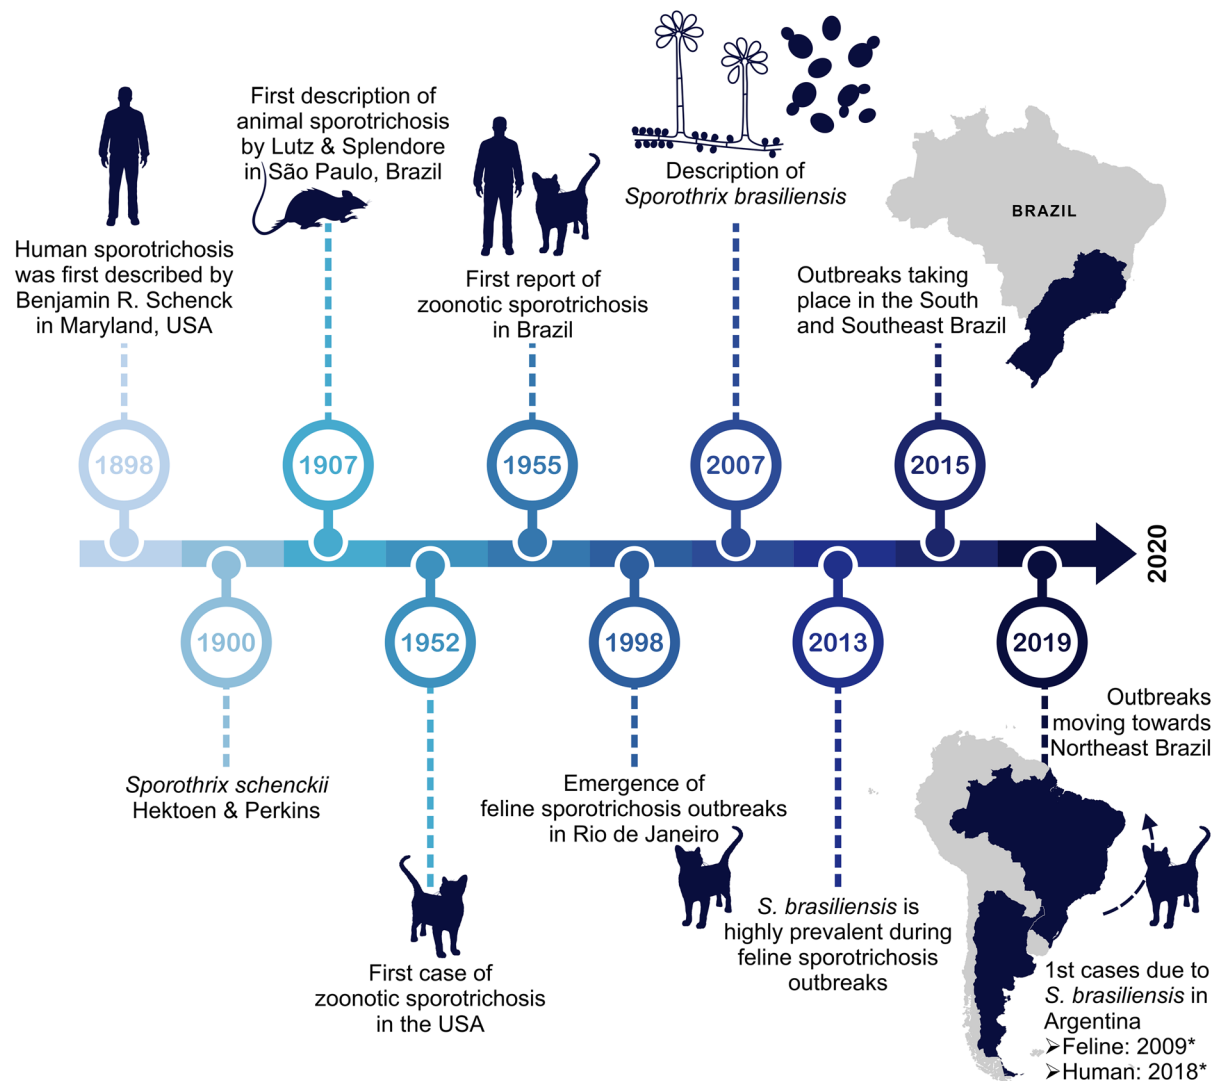 Human sporotrichosis
was first described by
Benjamin R. Schenck
in Maryland, USA
1898
First description of
animal sporotrichosis
by Lutz & Splendore
in São Paulo, Brazil
1907
First report of
zoonotic sporotrichosis
in Brazil
1955
Description of
Sporothrix brasiliensis
2007
BRAZIL
Outbreaks taking
place in the South
and Southeast Brazil
2015
2020
1900
Sporothrix schenckii
Hektoen & Perkins
1952
First case of
zoonotic sporotrichosis
in the USA
1998
Emergence of
feline sporotrichosis outbreaks
in Rio de Janeiro
2013
S. brasiliensis is
highly prevalent during
feline sporotrichosis
outbreaks
2019
Outbreaks
moving towards
Northeast Brazil
1st cases due to
S. brasiliensis in
Argentina
➢Feline: 2009*
➢Human: 2018*